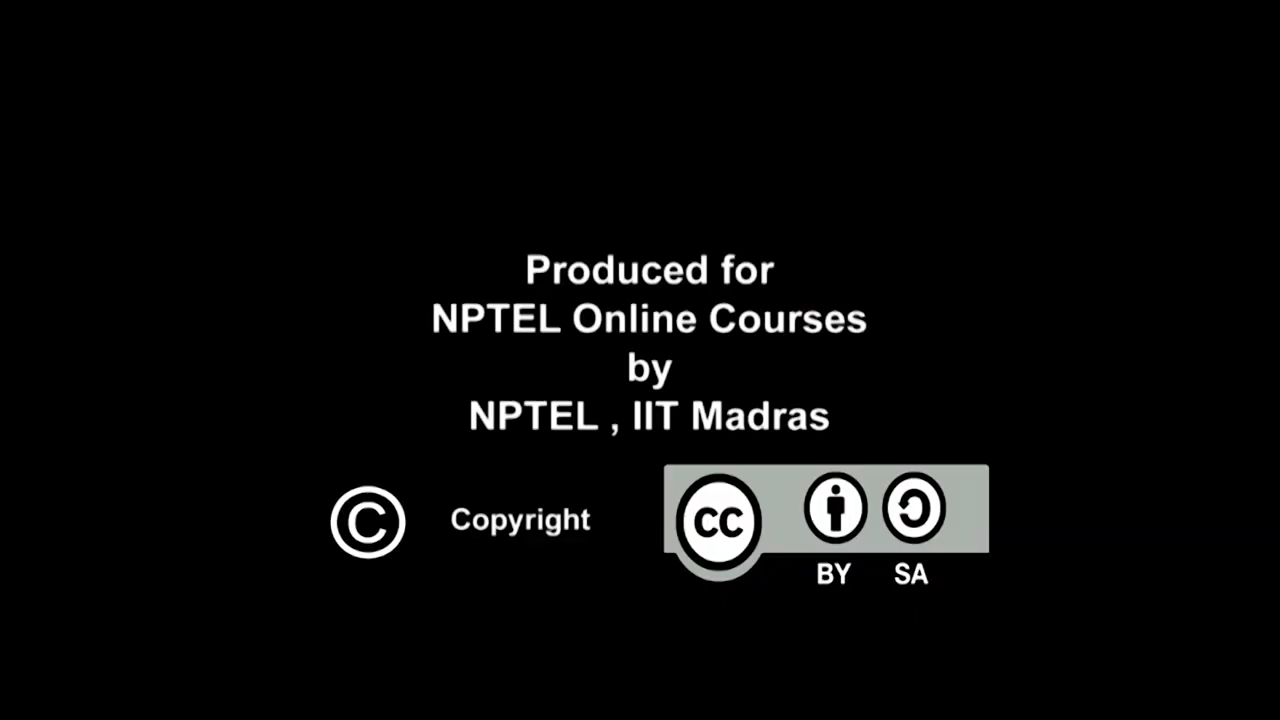 Produced for
NPTEL Online Courses
by
NPTEL , IIT Madras
© Copyright
cc
BY SA